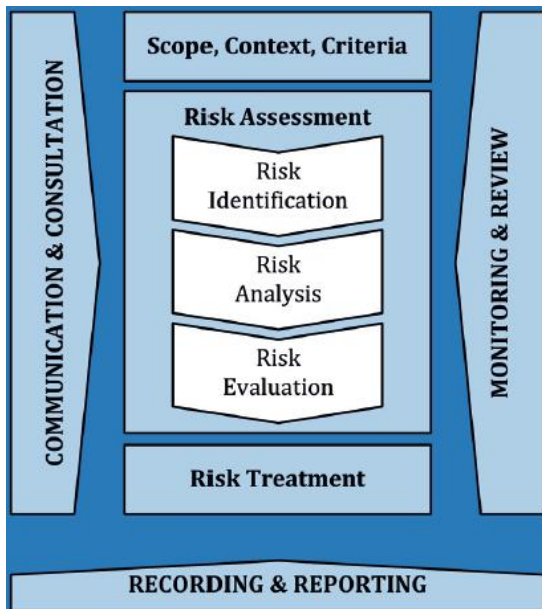 COMMUNICATION & CONSULTATION
Scope, Context, Criteria
Risk Assessment
Risk
Identification
Risk
Analysis
Risk
Evaluation
Risk Treatment
MONITORING & REVIEW
RECORDING & REPORTING